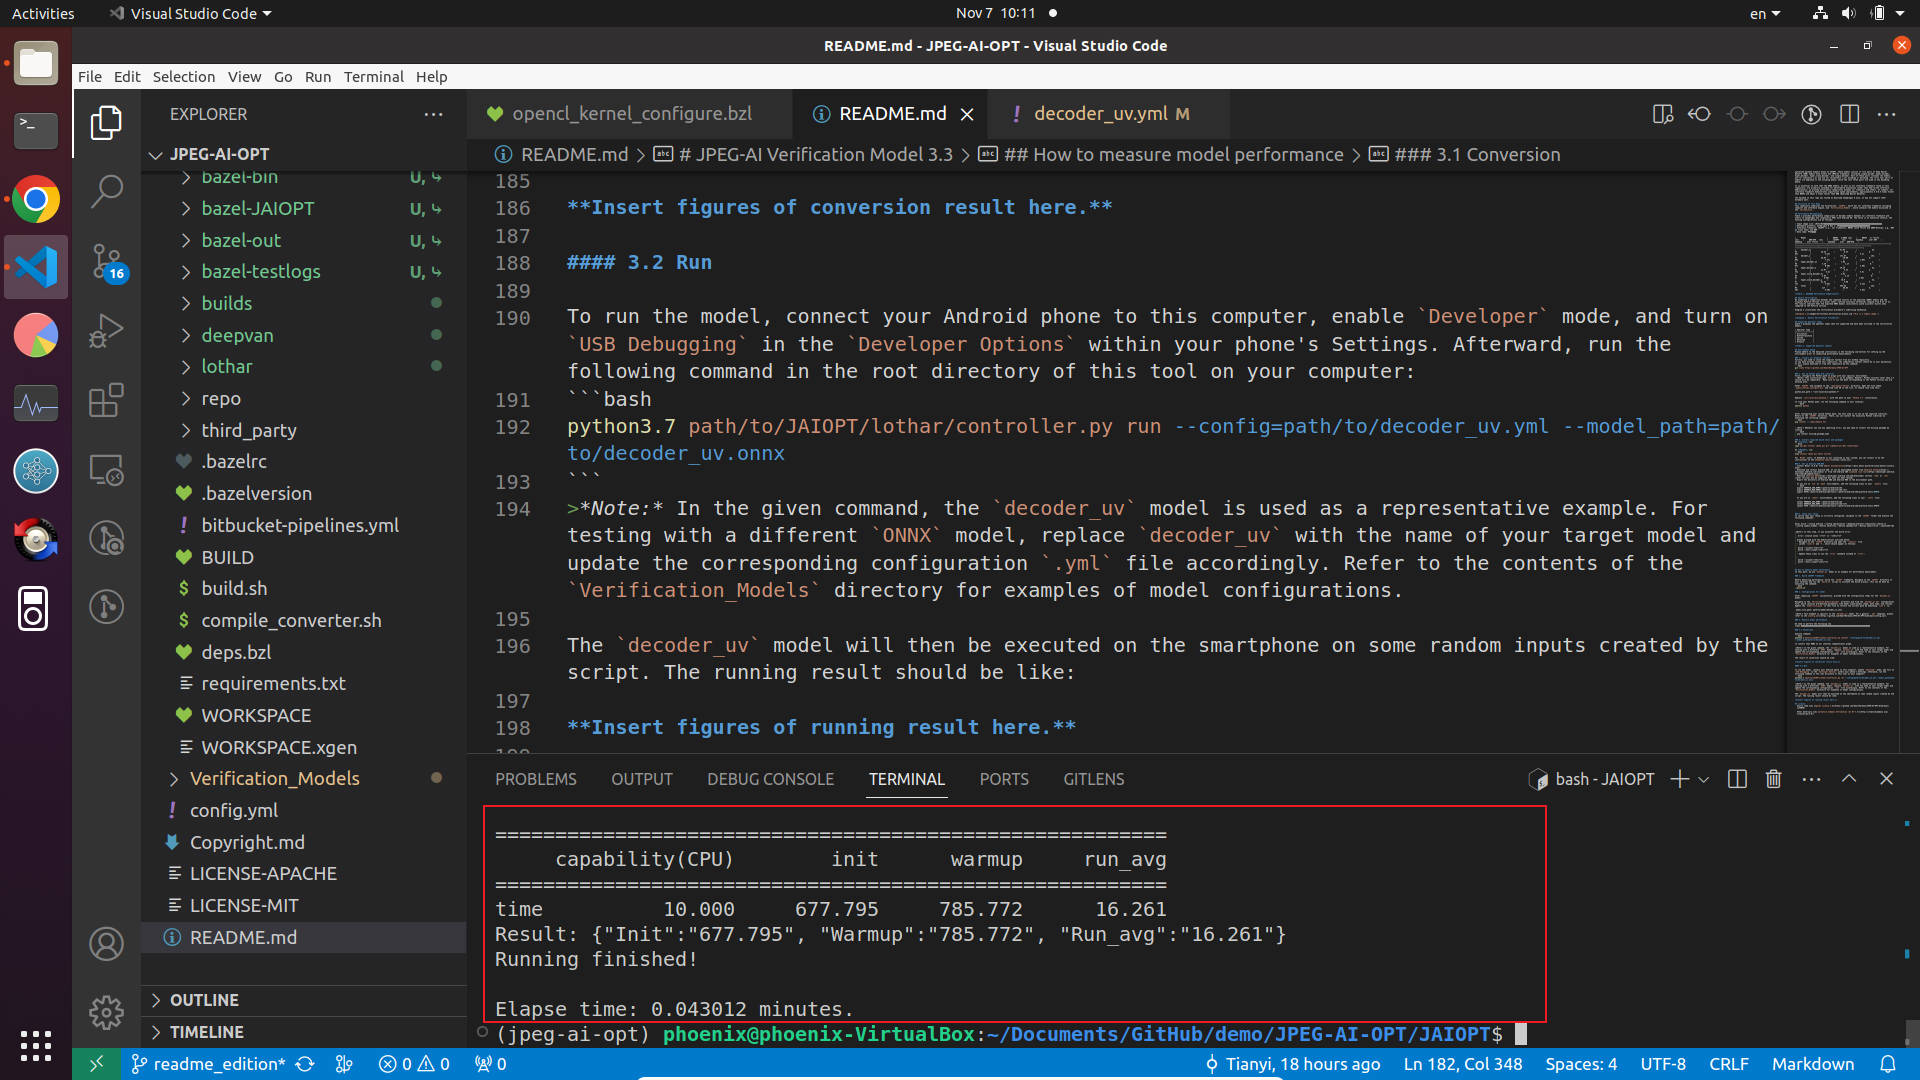 Activities
Visual Studio Code
Nov 7 10:11
en
README.md - JPEG-AI-OPT - Visual Studio Code
File Edit Selection View Go Run Terminal Help
EXPLORER
JPEG-AI-OPT
bazel-bin U,
bazel-JAIOPT U,
bazel-out U,
bazel-testlogs U,
builds
deepvan
lothar
repo
third_party
.bazelrc
.bazelversion
bitbucket-pipelines.yml
BUILD
build.sh
compile_converter.sh
deps.bzl
requirements.txt
WORKSPACE
WORKSPACE.xgen
Verification_Models
config.yml
Copyright.md
LICENSE-APACHE
LICENSE-MIT
README.md
OUTLINE
TIMELINE
16
opencl_kernel_configure.bzl
README.md
decoder_uv.yml M
README.md > # JPEG-AI Verification Model 3.3 > ## How to measure model performance > ### 3.1 Conversion
185
186 **Insert figures of conversion result here.**
187
188 #### 3.2 Run
189
190 To run the model, connect your Android phone to this computer, enable `Developer` mode, and turn on
`USB Debugging` in the `Developer Options` within your phone's Settings. Afterward, run the
following command in the root directory of this tool on your computer:
191 ```bash
192 python3.7 path/to/JAIOPT/lothar/controller.py run --config=path/to/decoder_uv.yml --model_path=path/
to/decoder_uv.onnx
193 ```
194 >*Note:* In the given command, the `decoder_uv` model is used as a representative example. For
testing with a different `ONNX` model, replace `decoder_uv` with the name of your target model and
update the corresponding configuration `.yml` file accordingly. Refer to the contents of the
`Verification_Models` directory for examples of model configurations.
195
196 The `decoder_uv` model will then be executed on the smartphone on some random inputs created by the
script. The running result should be like:
197
198 **Insert figures of running result here.**
PROBLEMS OUTPUT DEBUG CONSOLE TERMINAL PORTS GITLENS
bash - JAIOPT
========================================================
capability(CPU) init warmup run_avg
========================================================
time 10.000 677.795 785.772 16.261
Result: {"Init":"677.795", "Warmup":"785.772", "Run_avg":"16.261"}
Running finished!
Elapse time: 0.043012 minutes.
(jpeg-ai-opt) phoenix@phoenix-VirtualBox:~/Documents/GitHub/demo/JPEG-AI-OPT/JAIOPT$
readme_edition* 0 0 0
Tianyi, 18 hours ago Ln 182, Col 348 Spaces: 4 UTF-8 CRLF Markdown